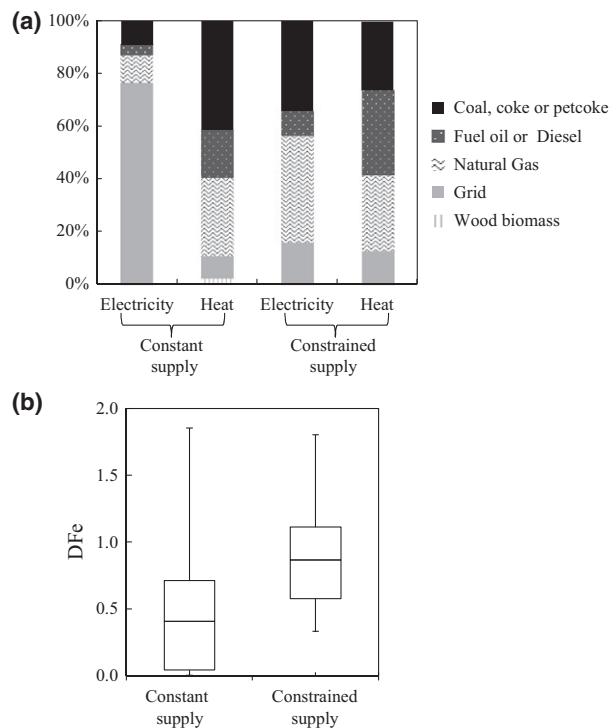 (a)
100%
80%
60%
40%
20%
0%
Electricity Heat Electricity Heat
Constant supply
Constrained supply
Coal, coke or petcoke
Fuel oil or Diesel
Natural Gas
Grid
Wood biomass
(b)
DFe
2.0
1.5
1.0
0.5
0.0
Constant supply
Constrained supply